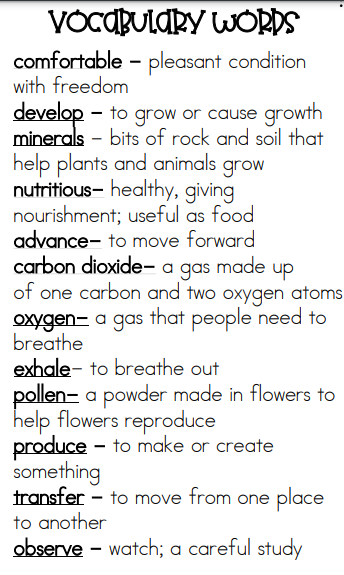 VOCABULARY WORDS
comfortable – pleasant condition
with freedom
develop – to grow or cause growth
minerals – bits of rock and soil that
help plants and animals grow
nutritious– healthy, giving
nourishment; useful as food
advance– to move forward
carbon dioxide– a gas made up
of one carbon and two oxygen atoms
oxygen– a gas that people need to
breathe
exhale– to breathe out
pollen– a powder made in flowers to
help flowers reproduce
produce – to make or create
something
transfer – to move from one place
to another
observe – watch; a careful study